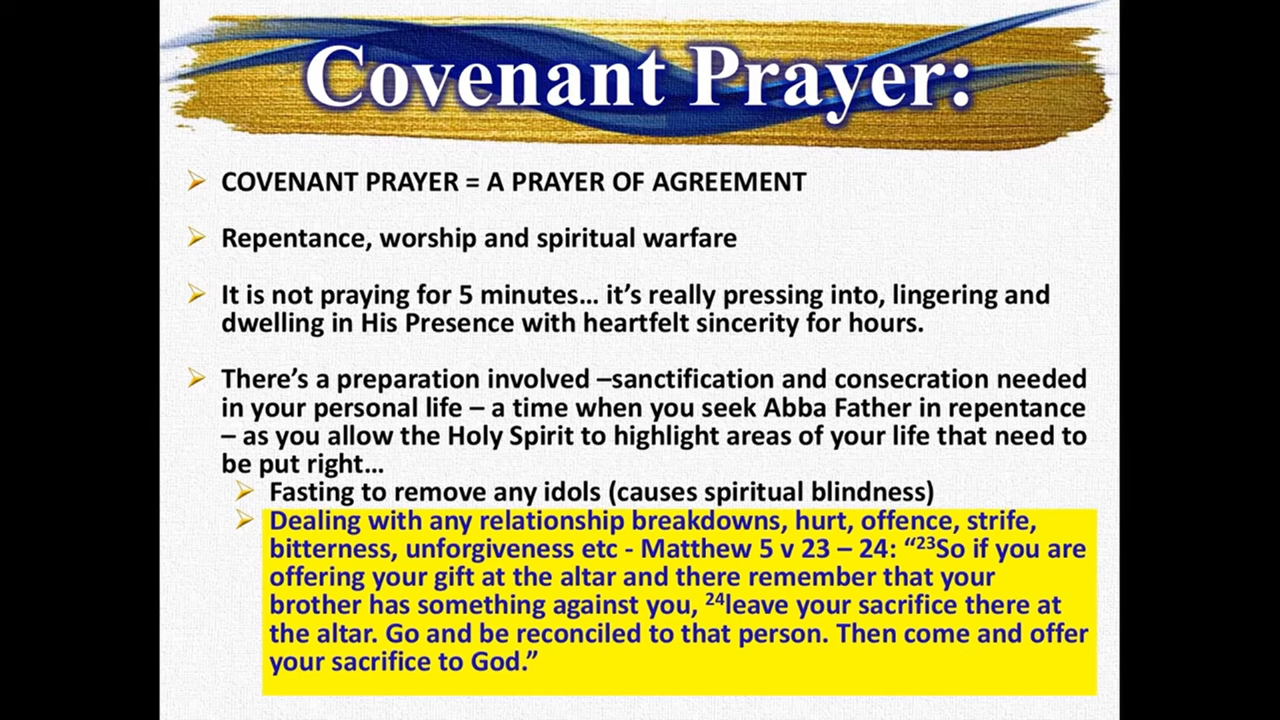 Covenant Prayer:
COVENANT PRAYER = A PRAYER OF AGREEMENT
Repentance, worship and spiritual warfare
It is not praying for 5 minutes… it’s really pressing into, lingering and
dwelling in His Presence with heartfelt sincerity for hours.
There’s a preparation involved –sanctification and consecration needed
in your personal life – a time when you seek Abba Father in repentance
– as you allow the Holy Spirit to highlight areas of your life that need to
be put right…
Fasting to remove any idols (causes spiritual blindness)
Dealing with any relationship breakdowns, hurt, offence, strife,
bitterness, unforgiveness etc - Matthew 5 v 23 – 24: “²³So if you are
offering your gift at the altar and there remember that your
brother has something against you, ²⁴leave your sacrifice there at
the altar. Go and be reconciled to that person. Then come and offer
your sacrifice to God.”